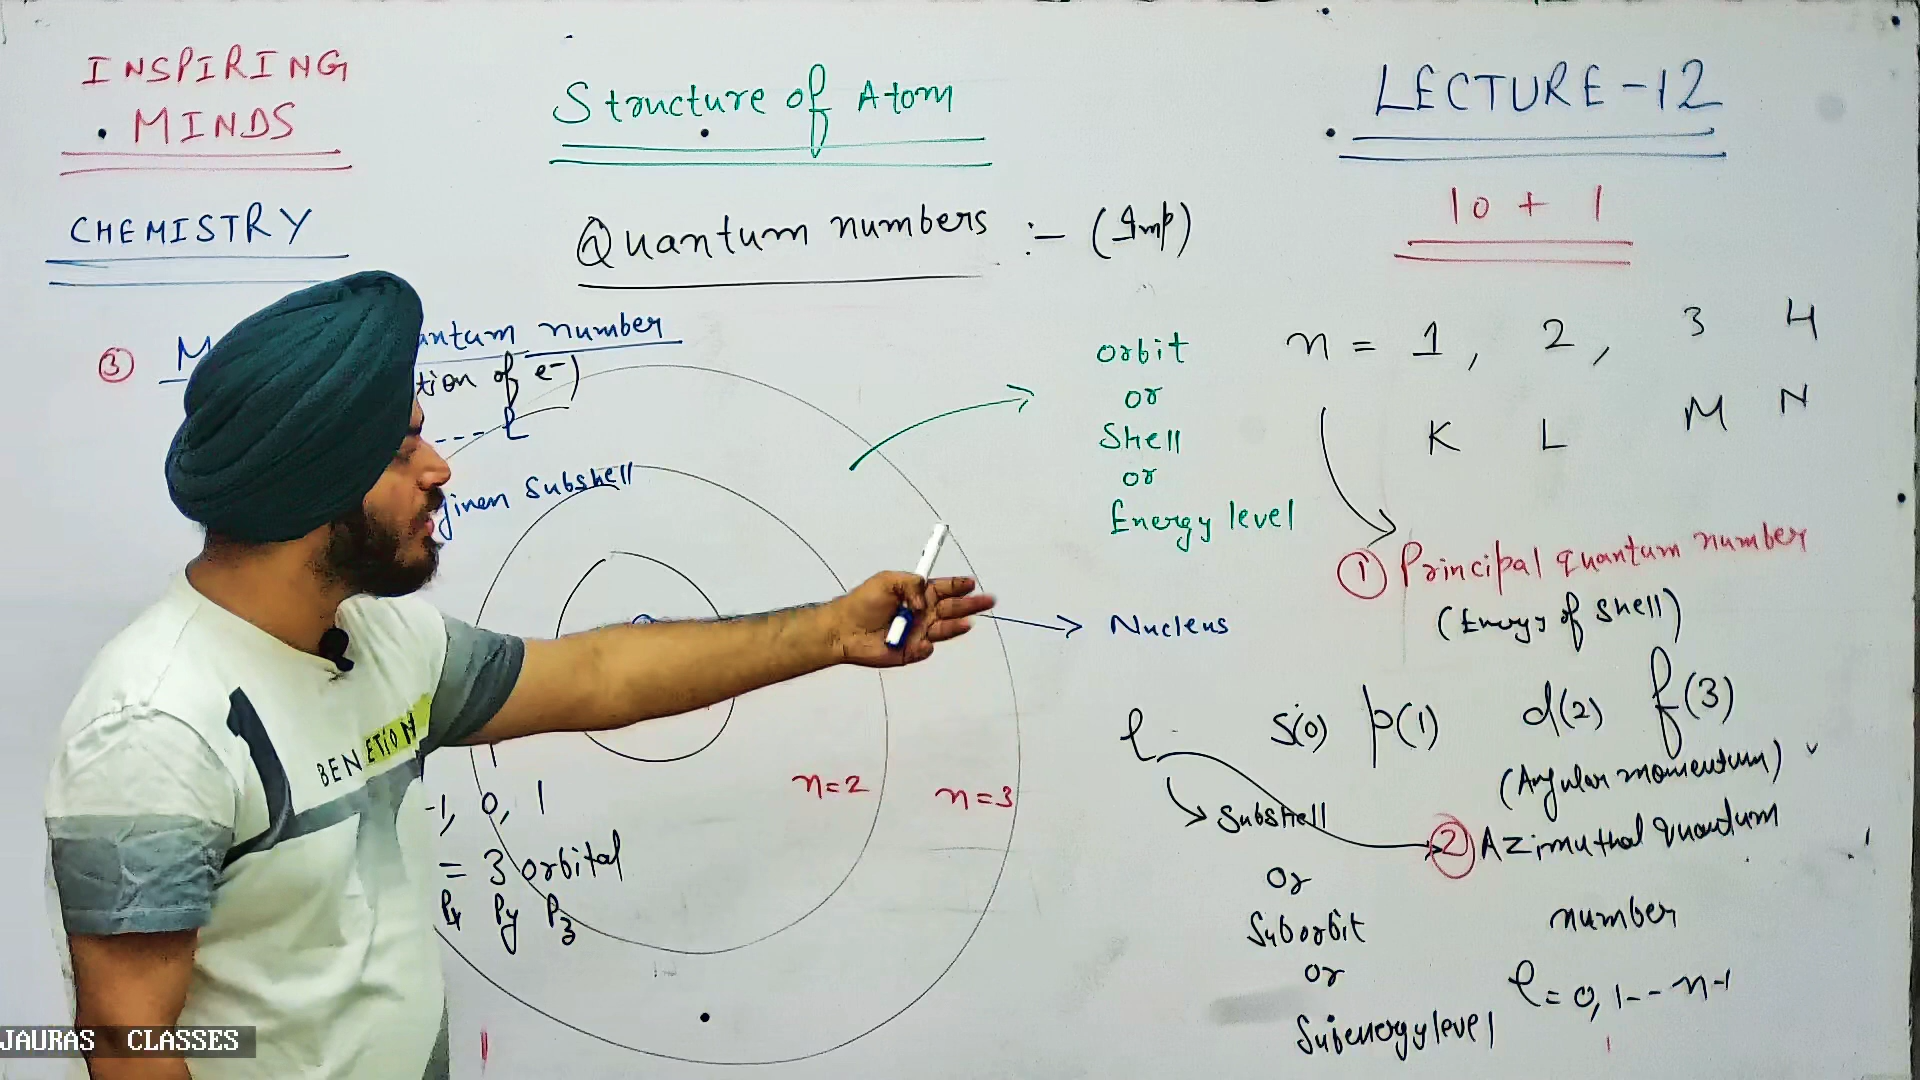 INSPIRING
MINDS
CHEMISTRY
Structure of Atom
Quantum numbers :- (Imp)
LECTURE-12
10 + 1
③ M
antum number
tion of e-)
---- l
given Subshell
-1, 0, 1
= 3 orbital
Px Py Pz
n=2
n=3
orbit
or
Shell
or
Energy level
Nucleus
n = 1, 2, 3 4
K L M N
① Principal quantum number
(Energy of shell)
l s(0) p(1) d(2) f(3)
(Angular momentum)
② Azimuthal quantum
number
l = 0, 1-- n-1
Subshell
Or
Suborbit
or
Subenergy level
BENETTON
JAURAS CLASSES